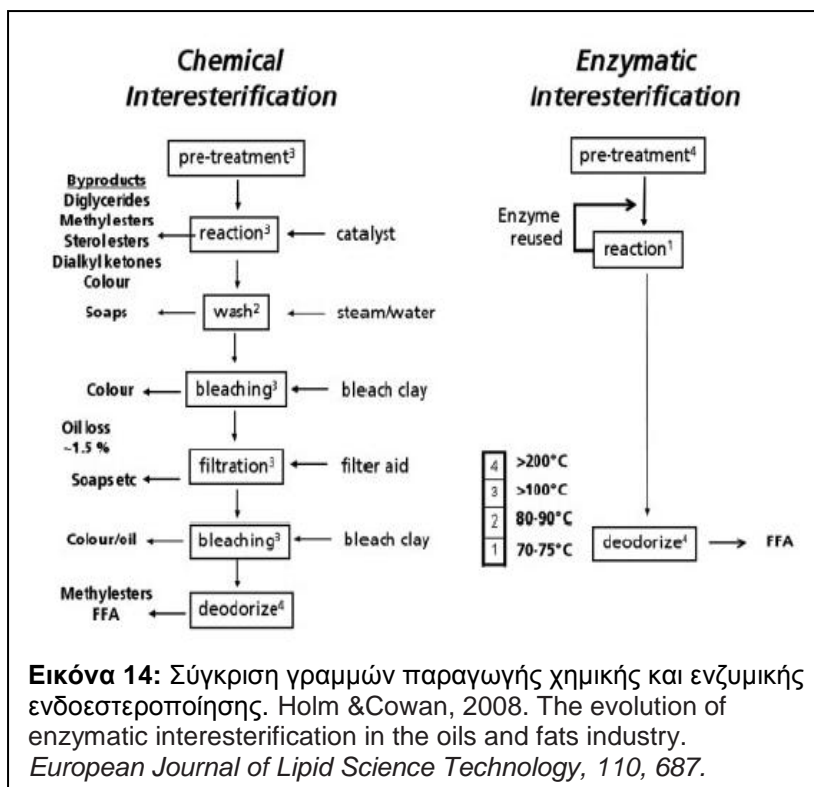 Chemical
Interesterification
pre-treatment³
Byproducts
Diglycerides
Methylesters
Sterolesters
Dialkyl ketones
Colour
reaction³
catalyst
Soaps
wash²
steam/water
Colour
bleaching³
bleach clay
Oil loss
~1.5 %
Soaps etc
filtration³
filter aid
Colour/oil
bleaching³
bleach clay
Methylesters
FFA
deodorize⁴
Enzymatic
Interesterification
pre-treatment⁴
Enzyme
reused
reaction¹
4 >200°C
3 >100°C
2 80-90°C
1 70-75°C
deodorize⁴
FFA
Εικόνα 14: Σύγκριση γραμμών παραγωγής χημικής και ενζυμικής
ενδοεστεροποίησης. Holm &Cowan, 2008. The evolution of
enzymatic interesterification in the oils and fats industry.
European Journal of Lipid Science Technology, 110, 687.